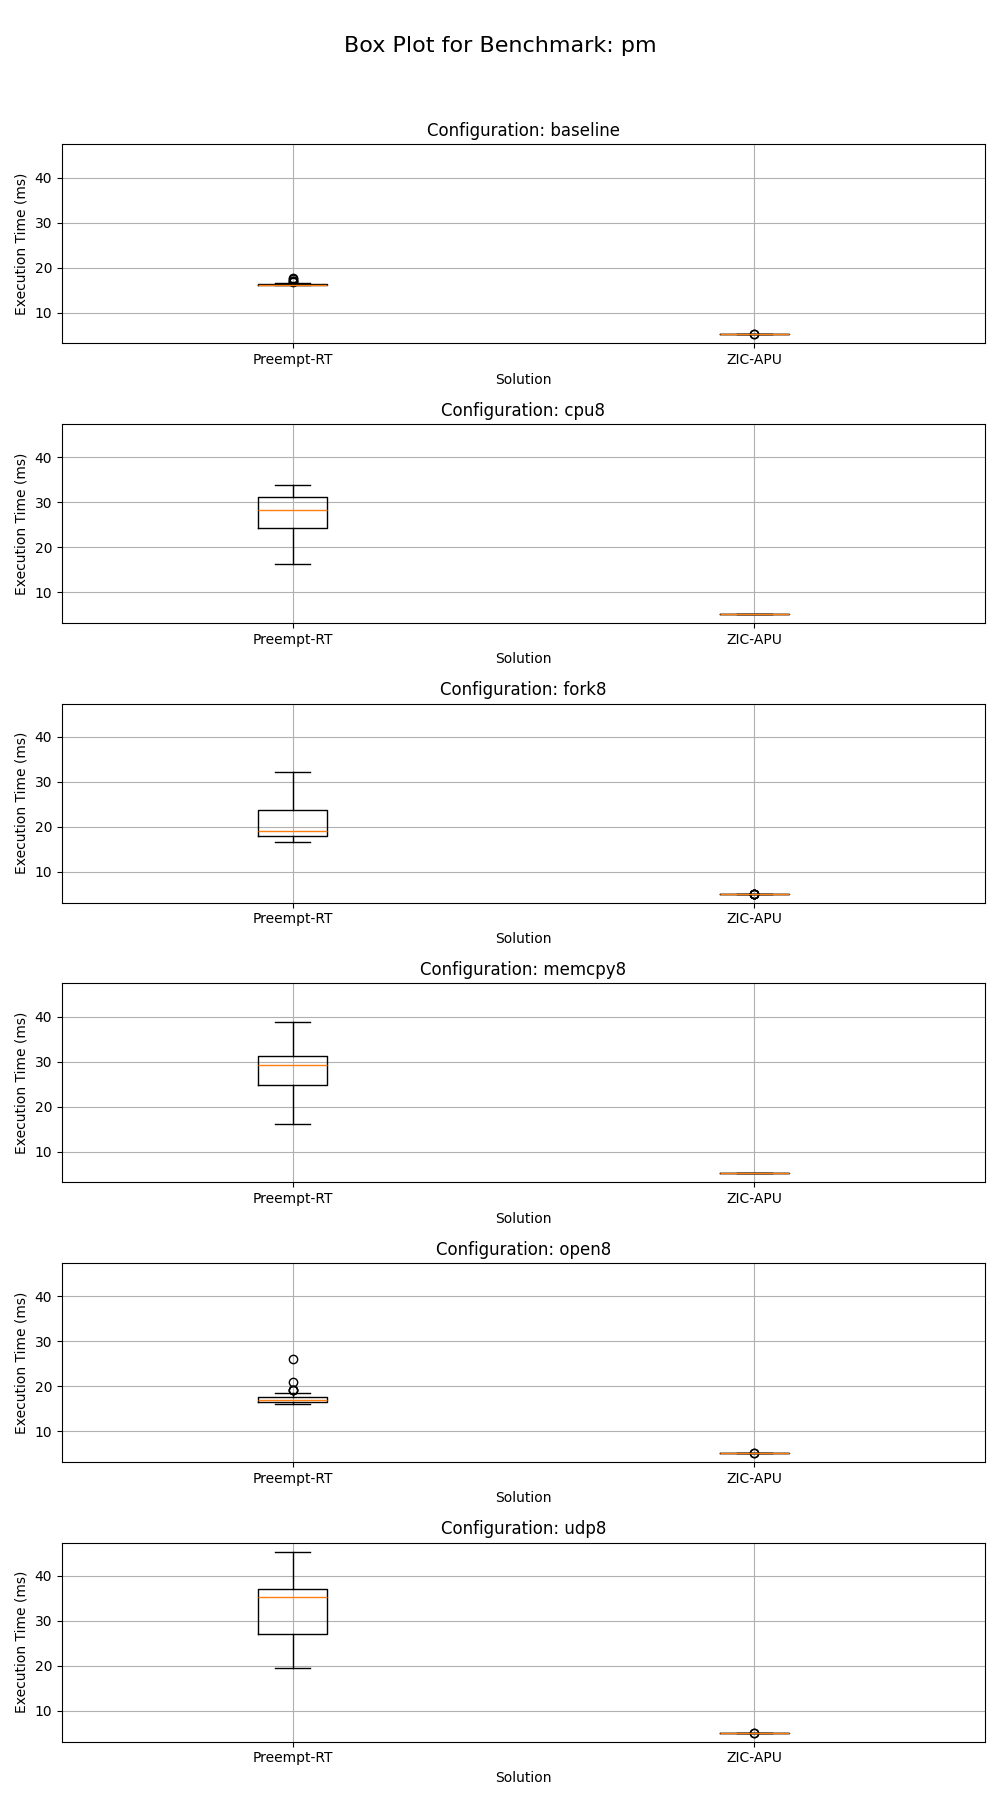 Box Plot for Benchmark: pm
Configuration: baseline
Execution Time (ms)
40
30
20
10
Preempt-RT
ZIC-APU
Solution
Configuration: cpu8
Execution Time (ms)
40
30
20
10
Preempt-RT
ZIC-APU
Solution
Configuration: fork8
Execution Time (ms)
40
30
20
10
Preempt-RT
ZIC-APU
Solution
Configuration: memcpy8
Execution Time (ms)
40
30
20
10
Preempt-RT
ZIC-APU
Solution
Configuration: open8
Execution Time (ms)
40
30
20
10
Preempt-RT
ZIC-APU
Solution
Configuration: udp8
Execution Time (ms)
40
30
20
10
Preempt-RT
ZIC-APU
Solution